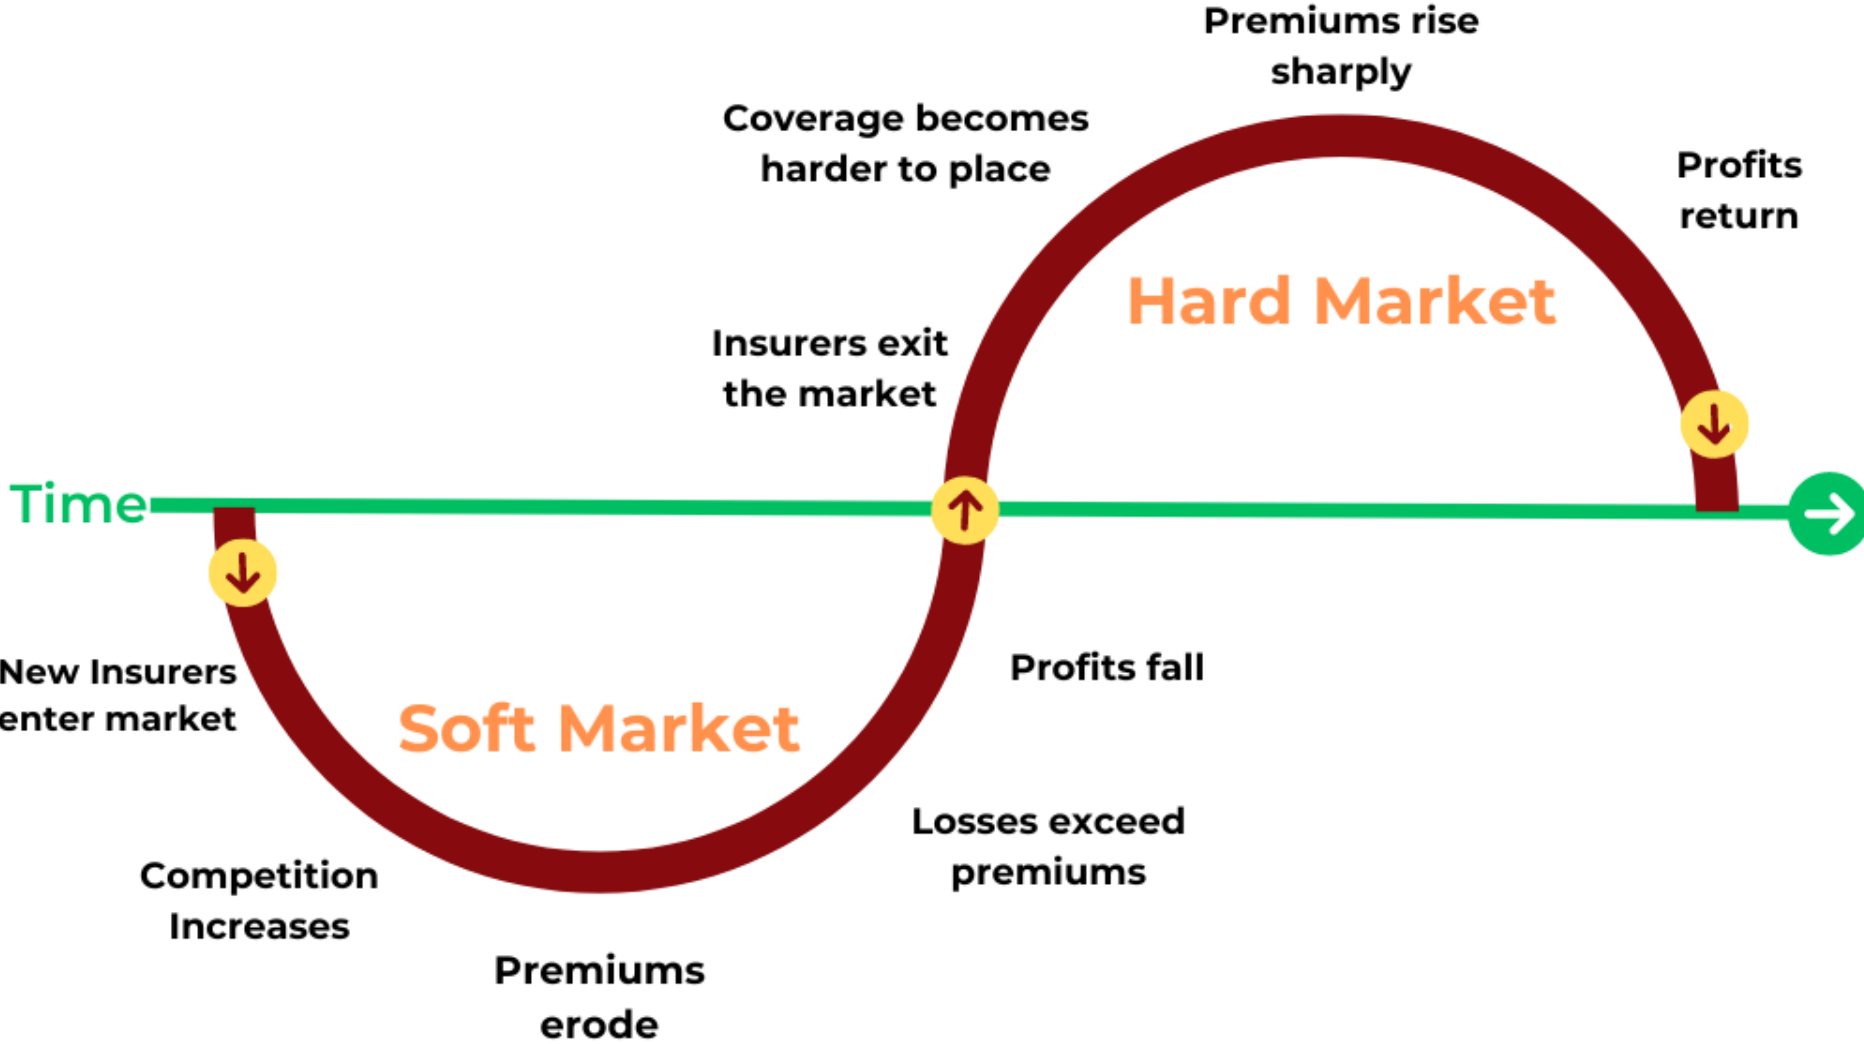 Premiums rise
sharply
Coverage becomes
harder to place
Profits
return
Hard Market
Insurers exit
the market
Time
New Insurers
enter market
Soft Market
Profits fall
Losses exceed
premiums
Competition
Increases
Premiums
erode